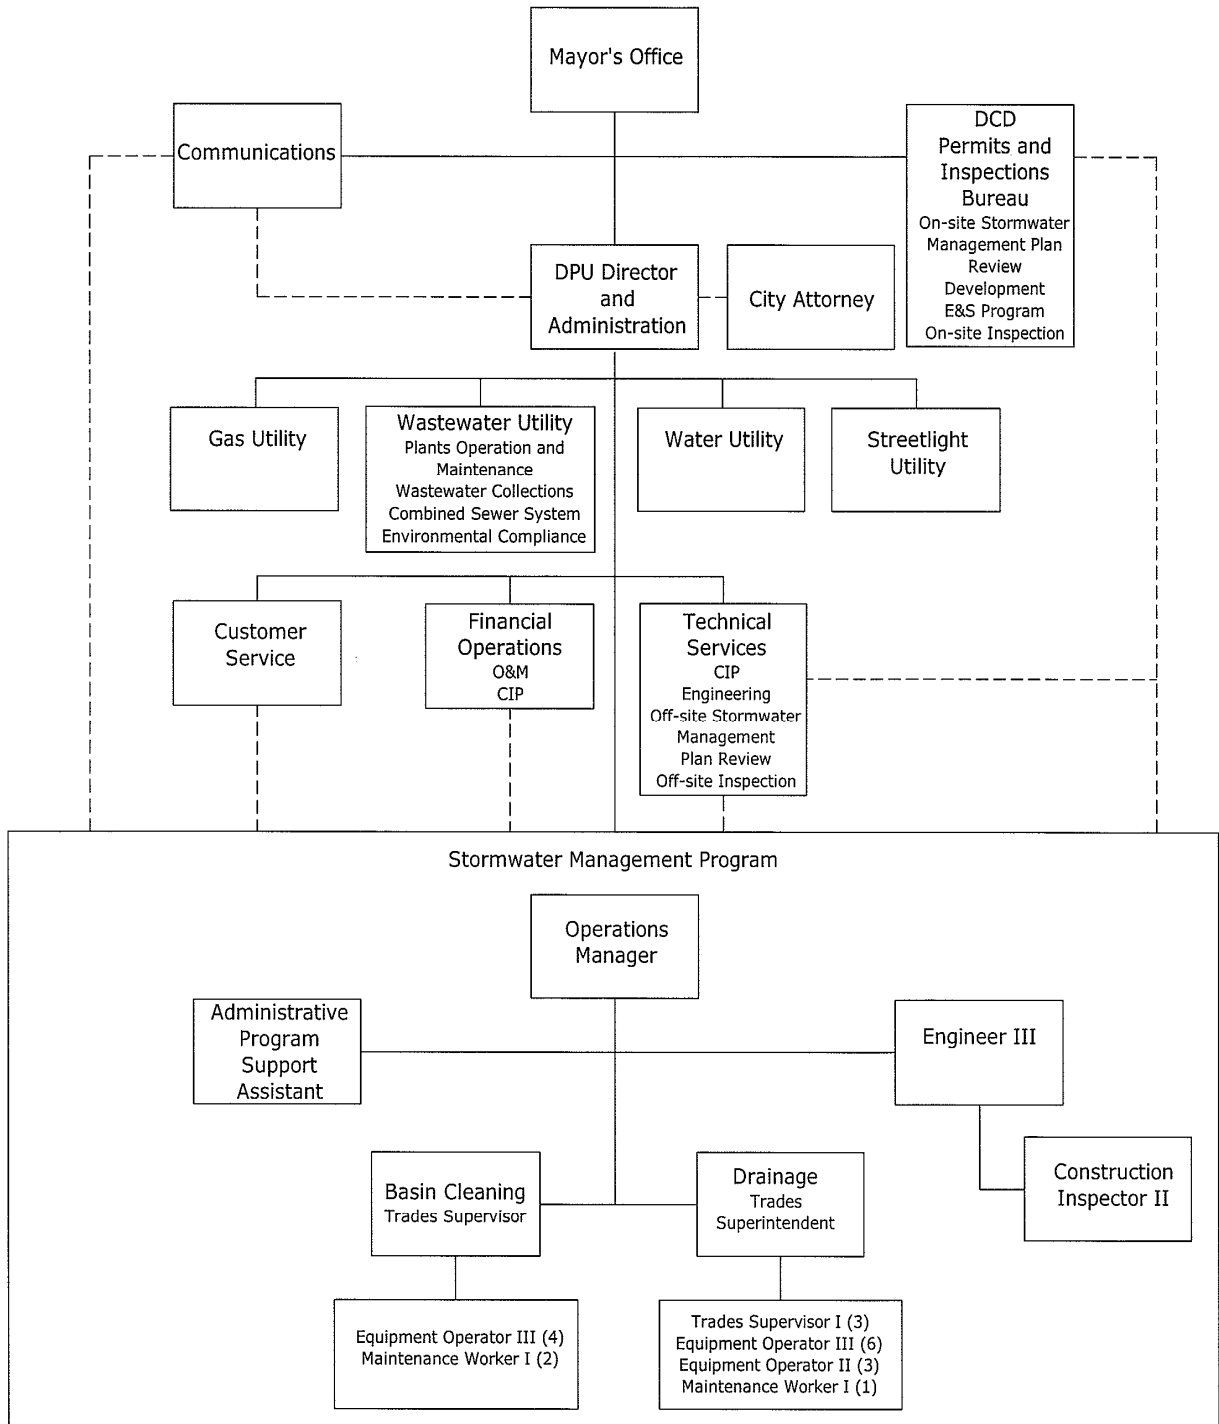 Mayor's Office
Communications
DCD
Permits and
Inspections
Bureau
On-site Stormwater
Management Plan
Review
Development
E&S Program
On-site Inspection
DPU Director
and
Administration
City Attorney
Gas Utility
Wastewater Utility
Plants Operation and
Maintenance
Wastewater Collections
Combined Sewer System
Environmental Compliance
Water Utility
Streetlight
Utility
Customer
Service
Financial
Operations
O&M
CIP
Technical
Services
CIP
Engineering
Off-site Stormwater
Management
Plan Review
Off-site Inspection
Stormwater Management Program
Operations
Manager
Administrative
Program
Support
Assistant
Engineer III
Construction
Inspector II
Basin Cleaning
Trades Supervisor
Drainage
Trades
Superintendent
Equipment Operator III (4)
Maintenance Worker I (2)
Trades Supervisor I (3)
Equipment Operator III (6)
Equipment Operator II (3)
Maintenance Worker I (1)